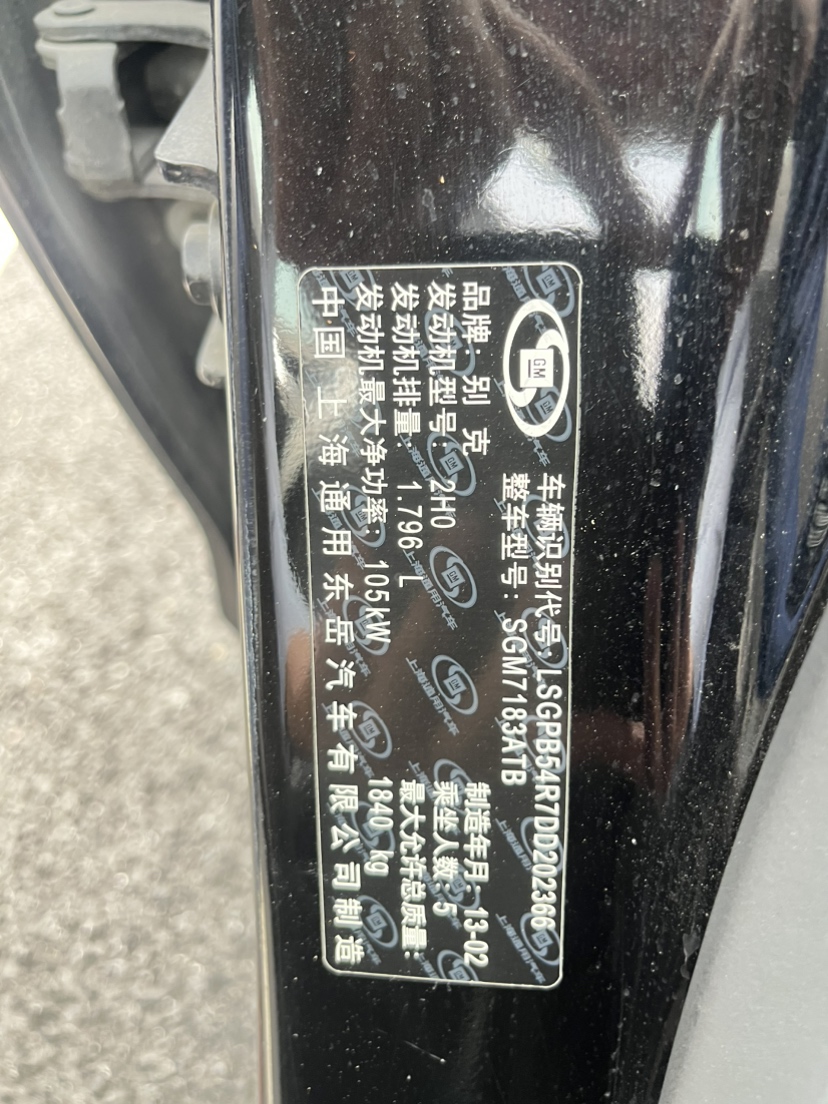 GM
车辆识别代号: LSGPB54R7DD202366
整车型号: SGM7183ATB
品牌: 别克
制造年月: 13-02
发动机型号: 2H0
乘坐人数: 5
发动机排量: 1.796 L
最大允许总质量:
发动机最大净功率: 105kW
1840 kg
中国 上海通用东岳汽车有限公司制造